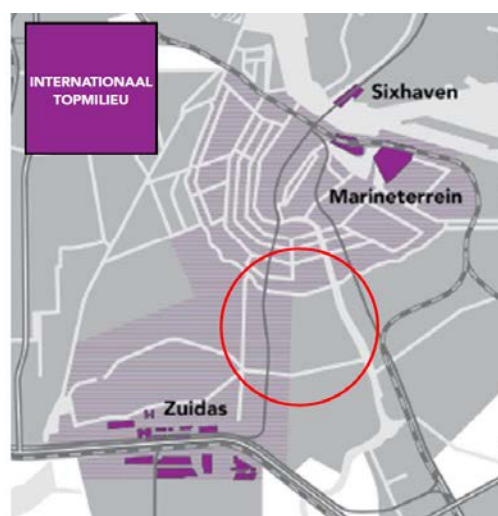 INTERNATIONAAL
TOPMILIEU
Sixhaven
Marineterrein
Zuidas